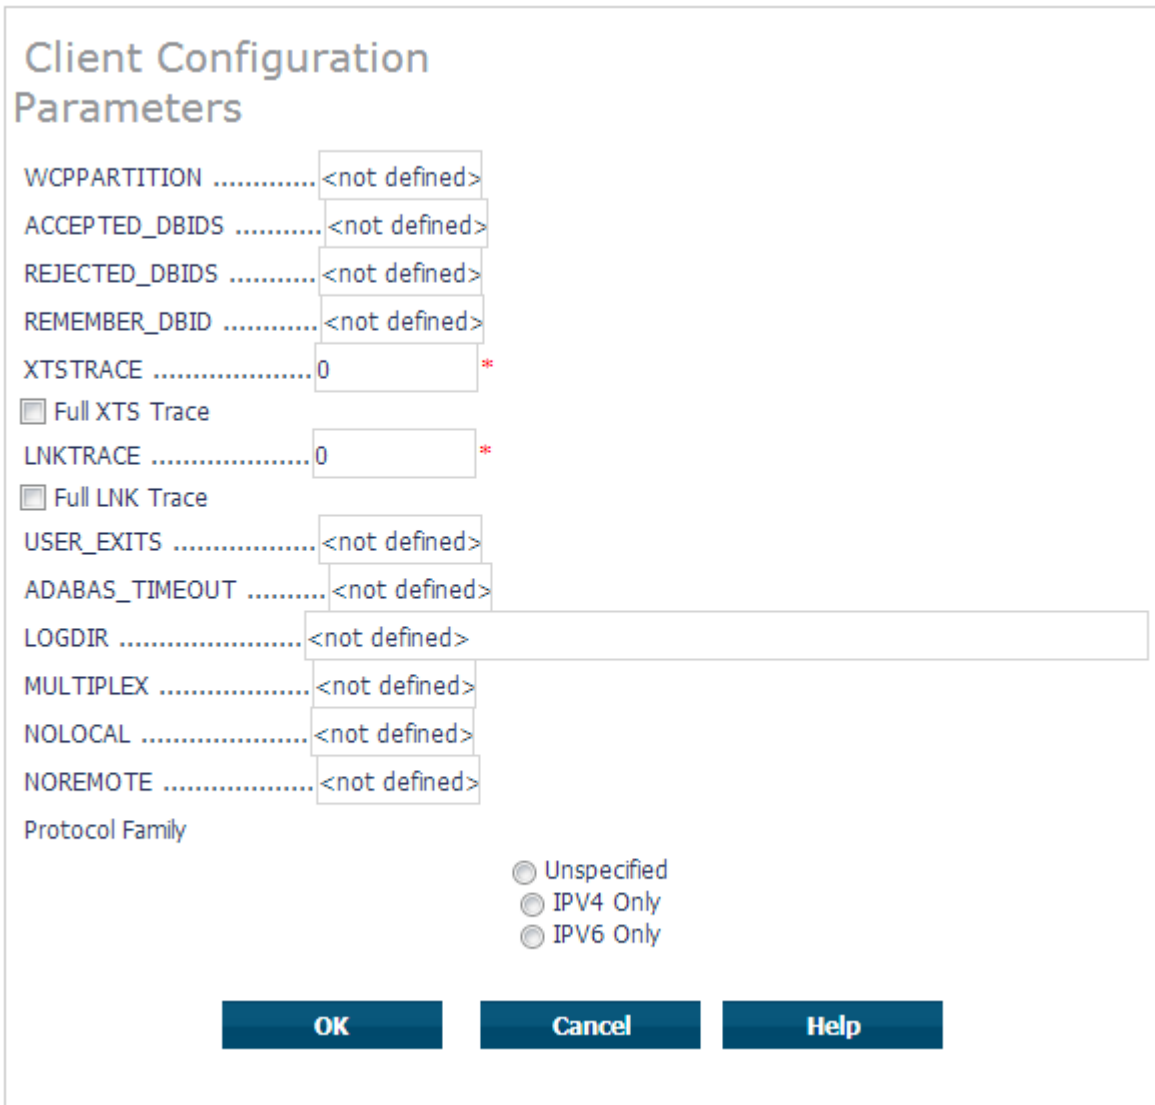 Client Configuration
Parameters
WCPPARTITION ............. <not defined>
ACCEPTED_DBIDS ........... <not defined>
REJECTED_DBIDS ........... <not defined>
REMEMBER_DBID ............ <not defined>
XTSTRACE .................... 0 *
Full XTS Trace
LNKTRACE .................... 0 *
Full LNK Trace
USER_EXITS .................. <not defined>
ADABAS_TIMEOUT .......... <not defined>
LOGDIR ....................... <not defined>
MULTIPLEX ................... <not defined>
NOLOCAL ..................... <not defined>
NOREMOTE ................... <not defined>
Protocol Family
Unspecified
IPV4 Only
IPV6 Only
OK Cancel Help